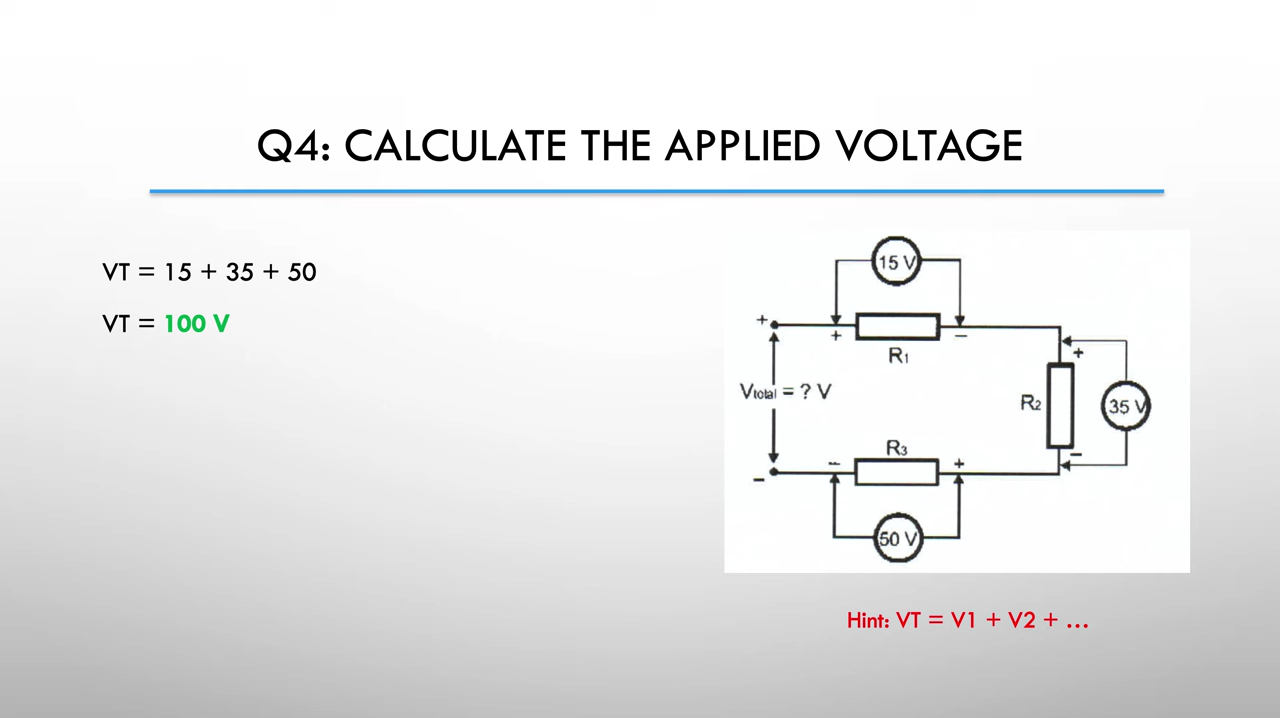 Q4: CALCULATE THE APPLIED VOLTAGE
VT = 15 + 35 + 50
VT = 100 V
15 V
+
+
−
R1
+
Vtotal = ? V
R2
35 V
R3
−
−
+
−
50 V
Hint: VT = V1 + V2 + …